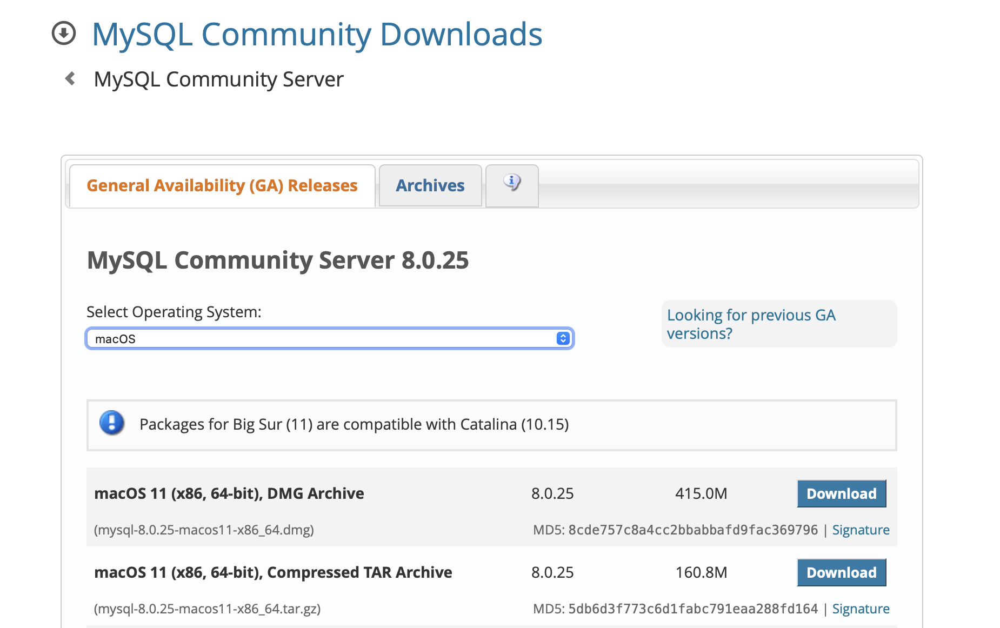 MySQL Community Downloads
MySQL Community Server
General Availability (GA) Releases Archives
MySQL Community Server 8.0.25
Select Operating System:
macOS
Looking for previous GA
versions?
Packages for Big Sur (11) are compatible with Catalina (10.15)
macOS 11 (x86, 64-bit), DMG Archive 8.0.25 415.0M Download
(mysql-8.0.25-macos11-x86_64.dmg) MD5: 8cde757c8a4cc2bbabbafd9fac369796 | Signature
macOS 11 (x86, 64-bit), Compressed TAR Archive 8.0.25 160.8M Download
(mysql-8.0.25-macos11-x86_64.tar.gz) MD5: 5db6d3f773c6d1fabc791eaa288fd164 | Signature